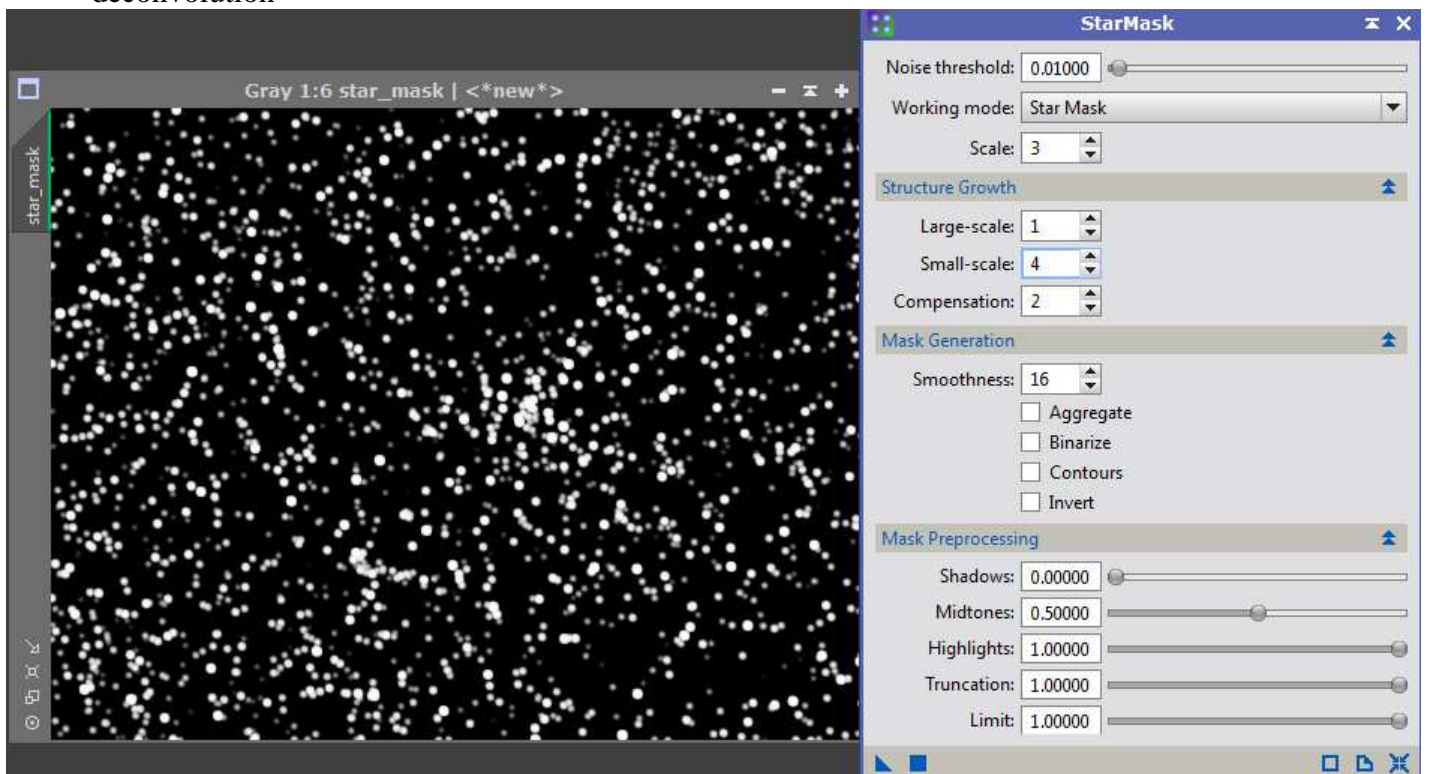 deconvolution
Gray 1:6 star_mask | <*new*>
star_mask
StarMask
Noise threshold: 0.01000
Working mode: Star Mask
Scale: 3
Structure Growth
Large-scale: 1
Small-scale: 4
Compensation: 2
Mask Generation
Smoothness: 16
Aggregate
Binarize
Contours
Invert
Mask Preprocessing
Shadows: 0.00000
Midtones: 0.50000
Highlights: 1.00000
Truncation: 1.00000
Limit: 1.00000